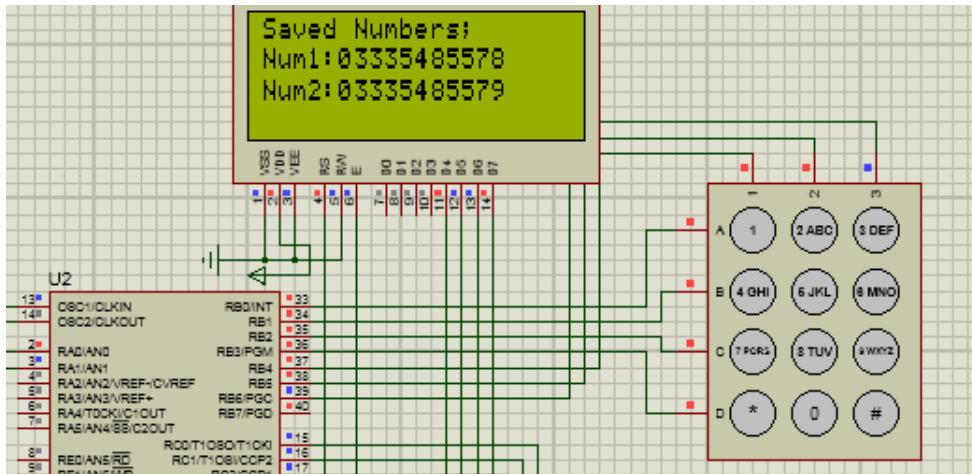 Saved Numbers;
Num1:03335485578
Num2:03335485579
VSS VDD VEE RS RW E D0 D1 D2 D3 D4 D5 D6 D7
1 2 3 4 5 6 7 8 9 10 11 12 13 14
1 2 3
A 1 2 ABC 3 DEF
B 4 GHI 5 JKL 6 MNO
C 7 PQRS 8 TUV 9 WXYZ
D * 0 #
U2
13 OSC1/CLKIN RB0/INT 33
14 OSC2/CLKOUT RB1 34
RB2 35
2 RA0/AN0 RB3/PGM 36
3 RA1/AN1 RB4 37
4 RA2/AN2/VREF-/CVREF RB5 38
5 RA3/AN3/VREF+ RB6/PGC 39
6 RA4/T0CKI/C1OUT RB7/PGD 40
7 RA5/AN4/SS/C2OUT
RC0/T1OSO/T1CKI 15
8 RE0/AN5/RD RC1/T1OSI/CCP2 16
9 17